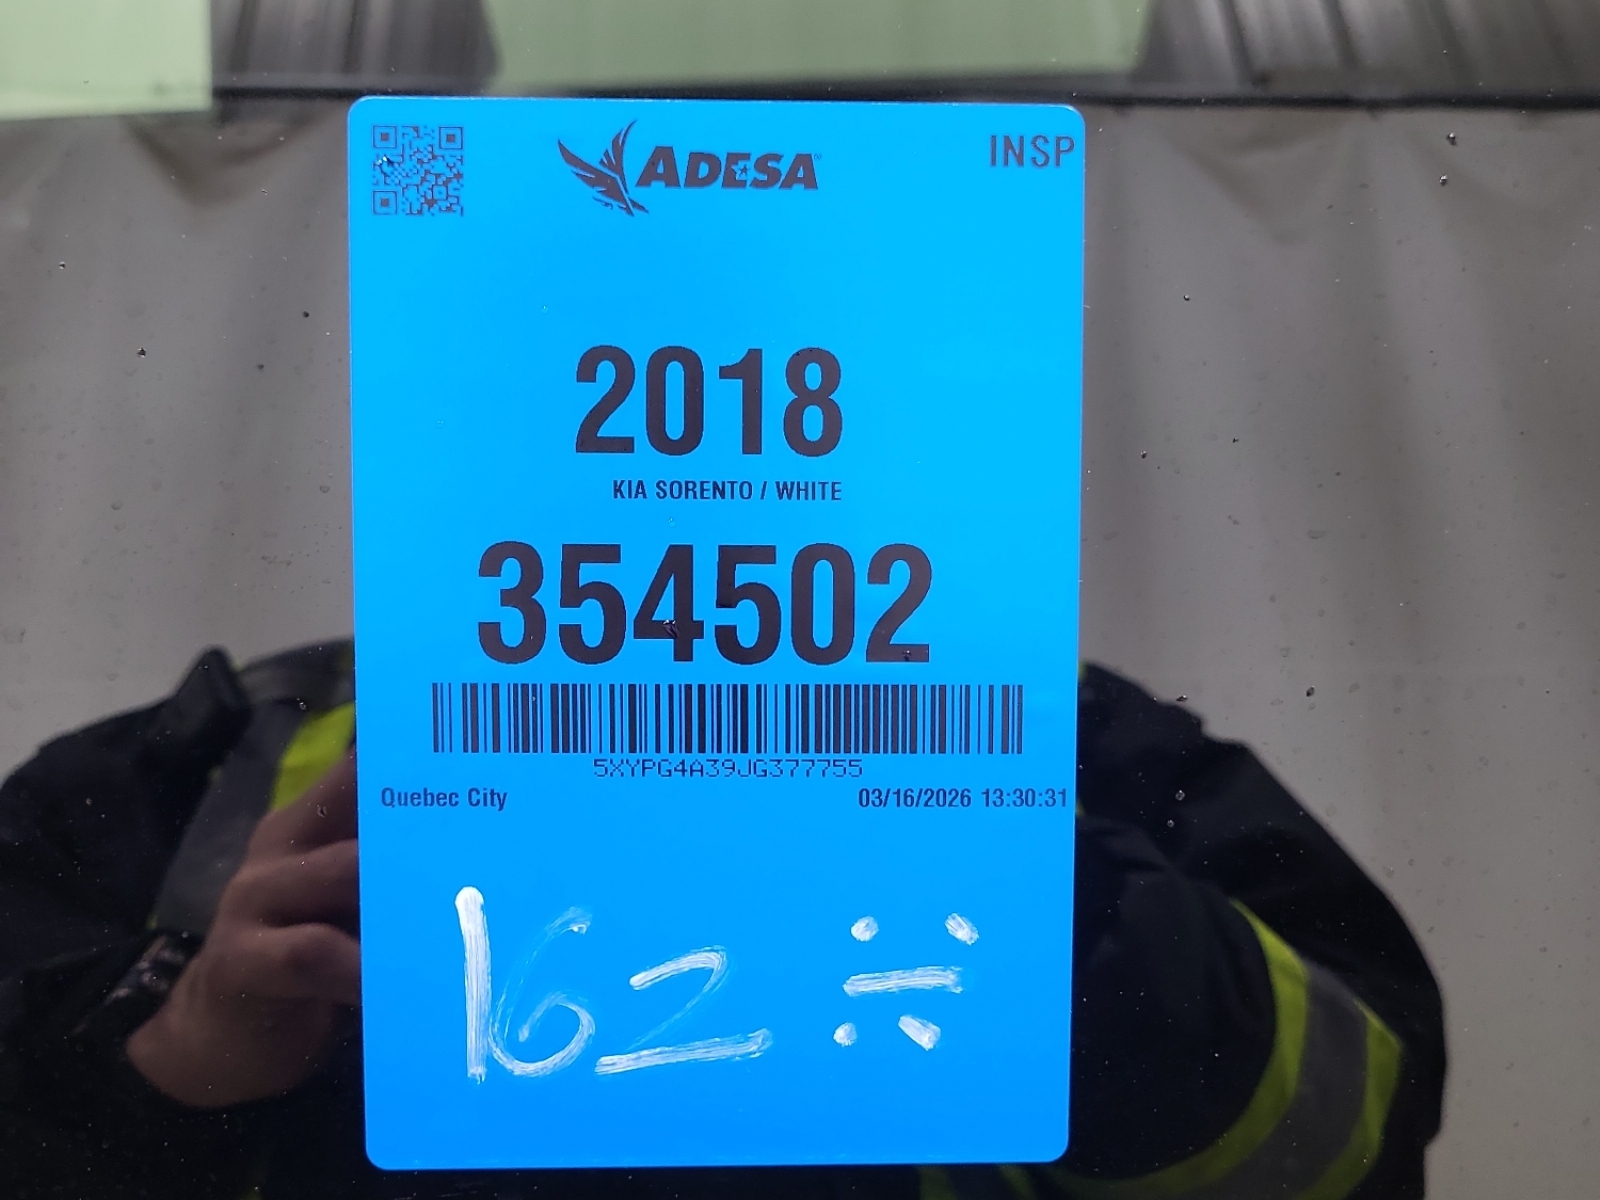 ADESA
INSP
2018
KIA SORENTO / WHITE
354502
5XYPG4A39JG377755
Quebec City
03/16/2026 13:30:31
162